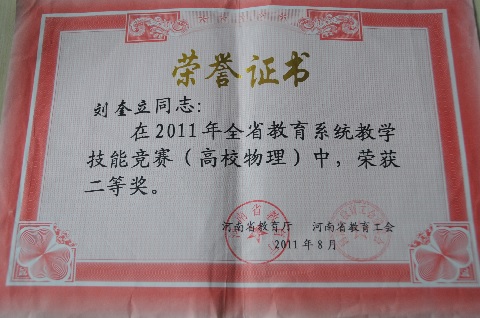 荣誉证书
刘奎立同志：
在2011年全省教育系统教学
技能竞赛（高校物理）中，荣获
二等奖。
河南省教育厅 河南省教育工会
2011年8月